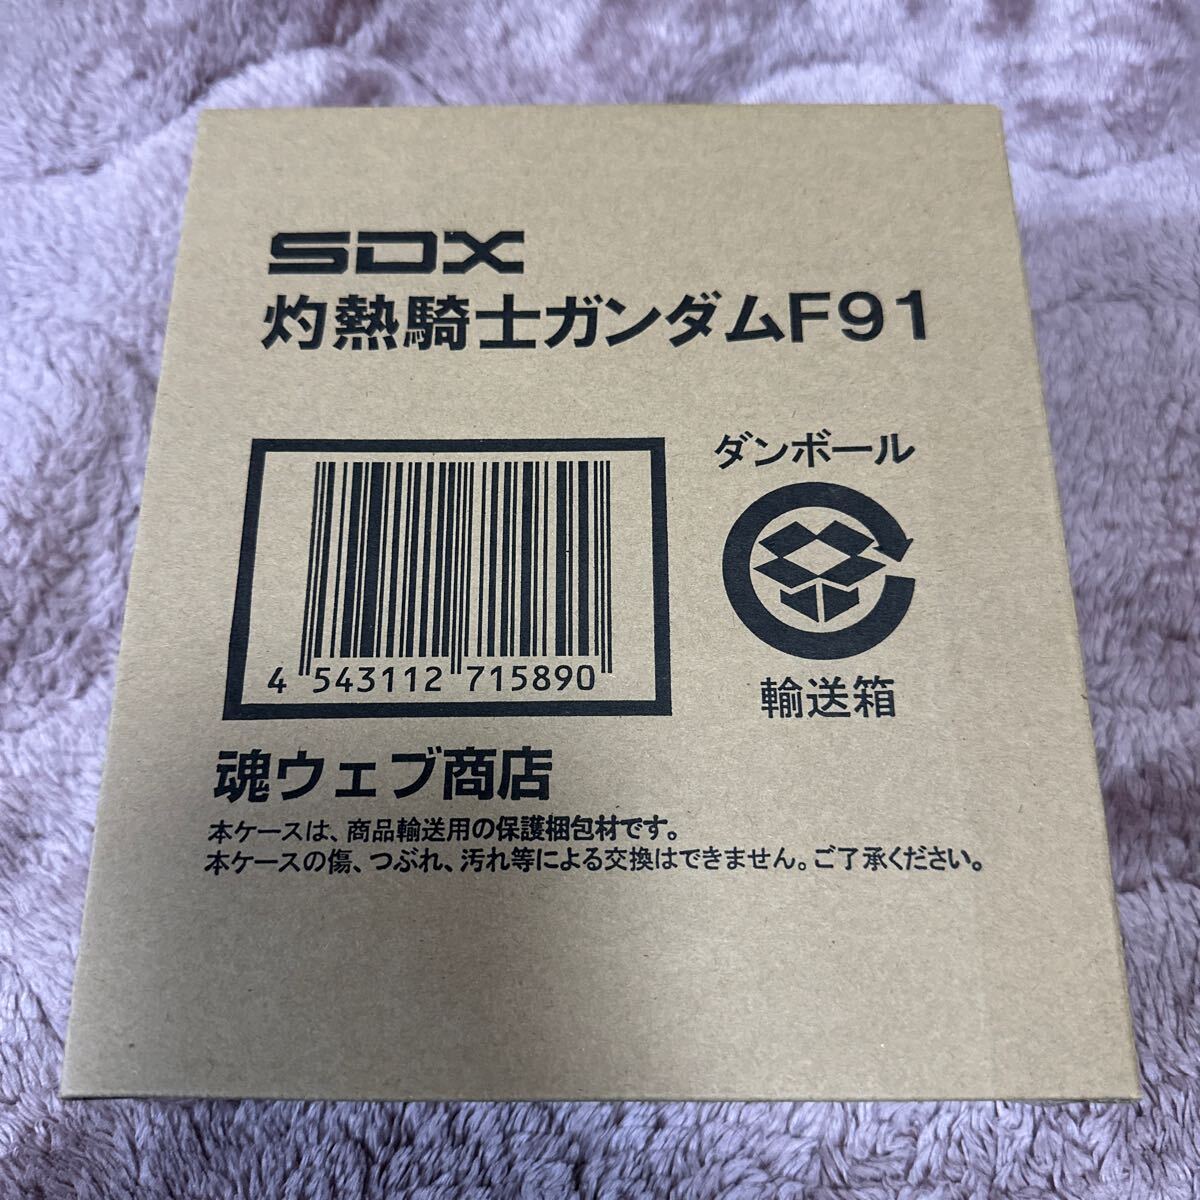 SDX
灼熱騎士ガンダムF91
ダンボール
4 543112 715890
輸送箱
魂ウェブ商店
本ケースは、商品輸送用の保護梱包材です。
本ケースの傷、つぶれ、汚れ等による交換はできません。ご了承ください。